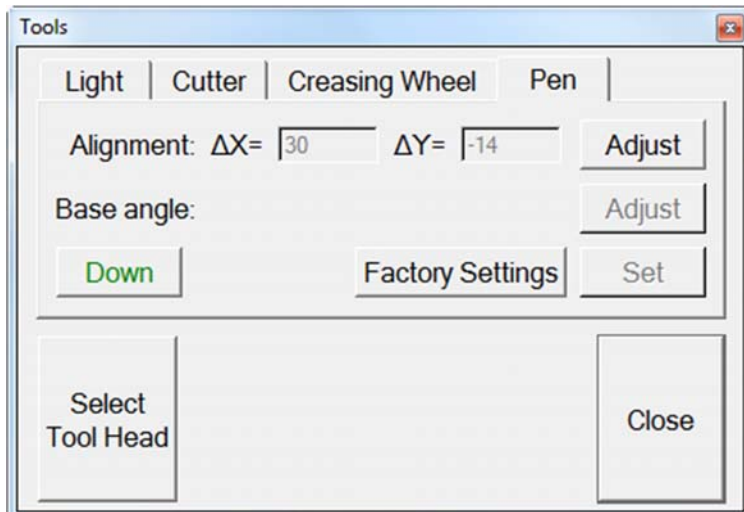 Tools
Light Cutter Creasing Wheel Pen
Alignment: ΔX= 30 ΔY= -14 Adjust
Base angle: Adjust
Down Factory Settings Set
Select
Tool Head
Close